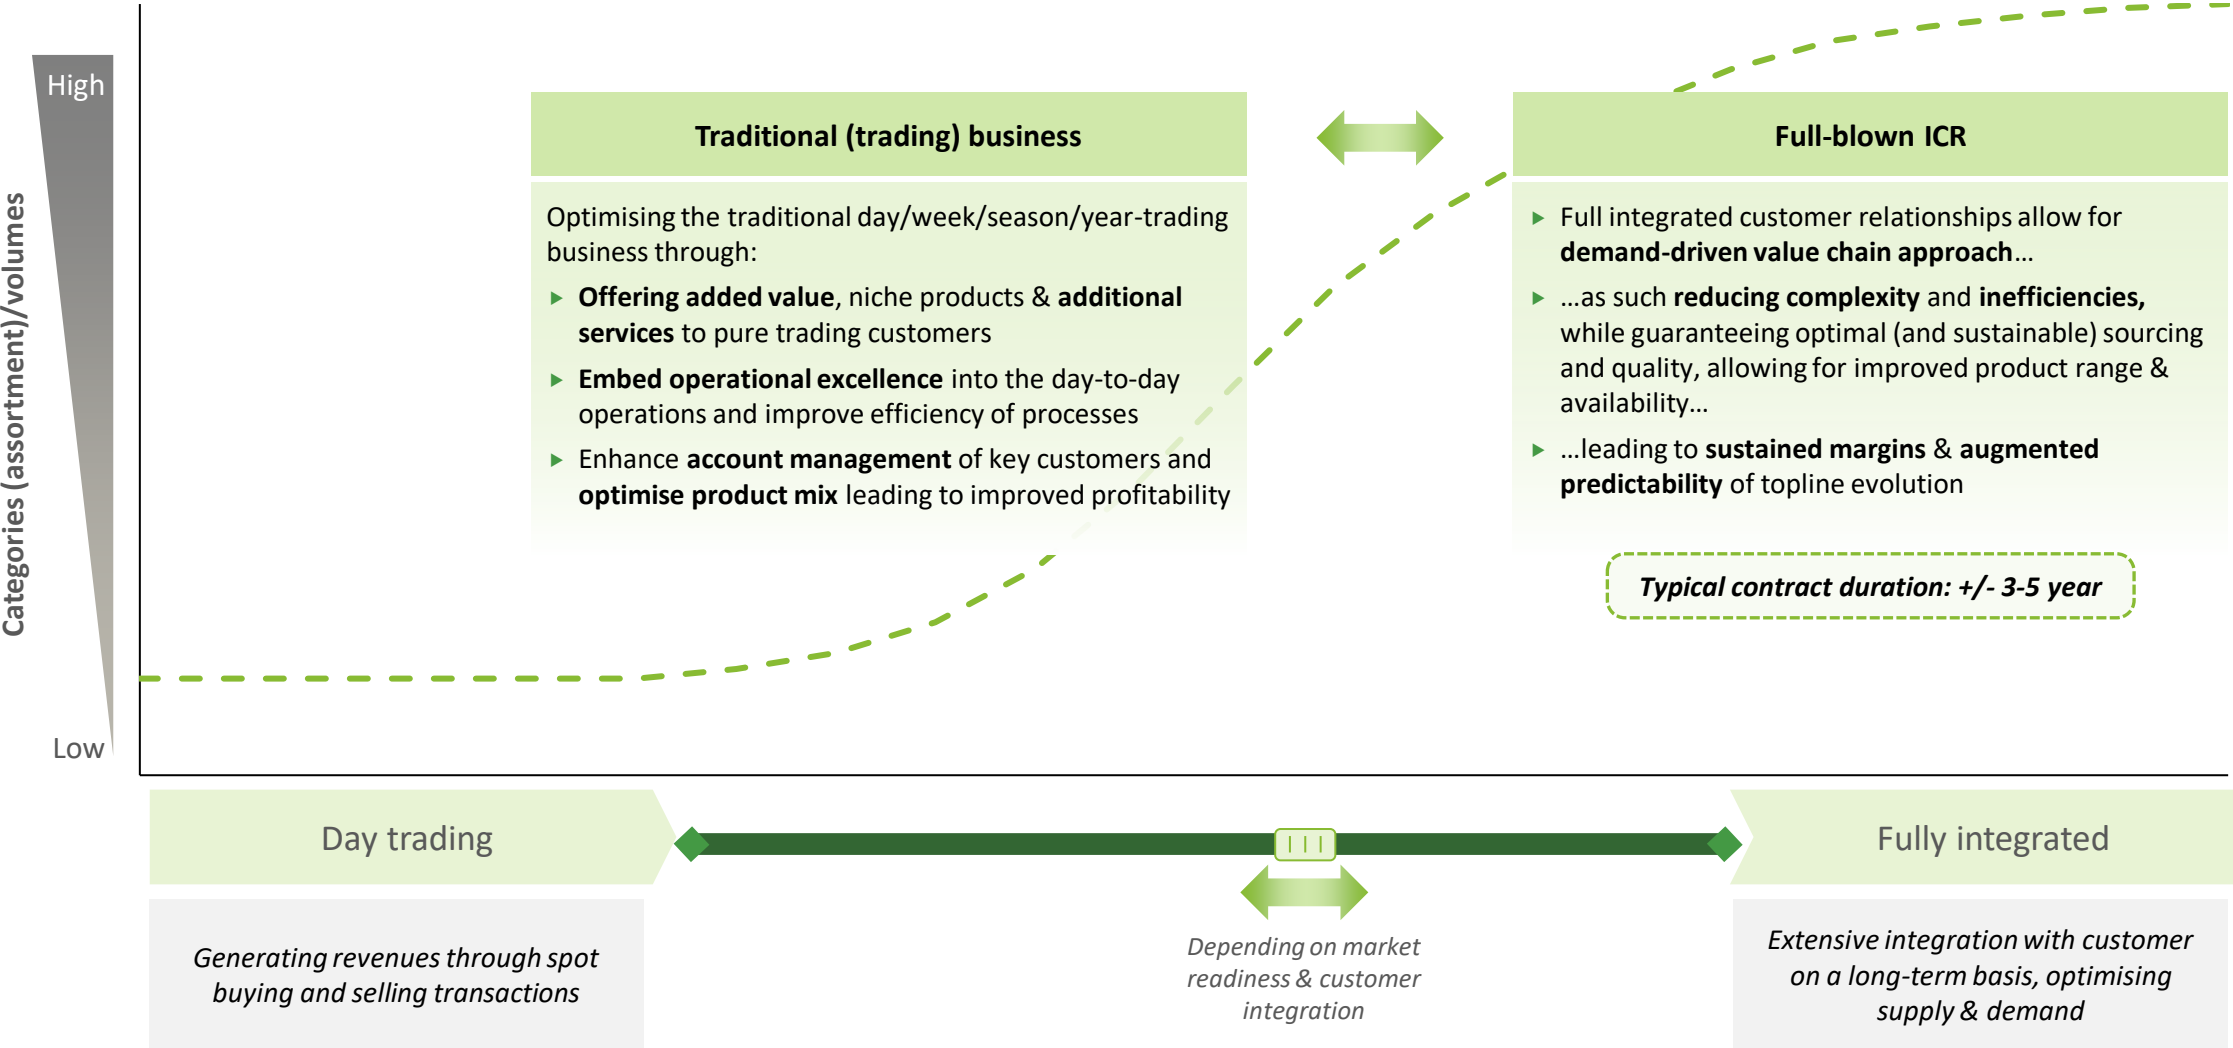 Categories (assortment)/volumes
High
Low
Traditional (trading) business
Optimising the traditional day/week/season/year-trading
business through:
Offering added value, niche products & additional
services to pure trading customers
Embed operational excellence into the day-to-day
operations and improve efficiency of processes
Enhance account management of key customers and
optimise product mix leading to improved profitability
Full-blown ICR
Full integrated customer relationships allow for
demand-driven value chain approach...
...as such reducing complexity and inefficiencies,
while guaranteeing optimal (and sustainable) sourcing
and quality, allowing for improved product range &
availability...
...leading to sustained margins & augmented
predictability of topline evolution
Typical contract duration: +/- 3-5 year
Day trading
Fully integrated
Generating revenues through spot
buying and selling transactions
Depending on market
readiness & customer
integration
Extensive integration with customer
on a long-term basis, optimising
supply & demand